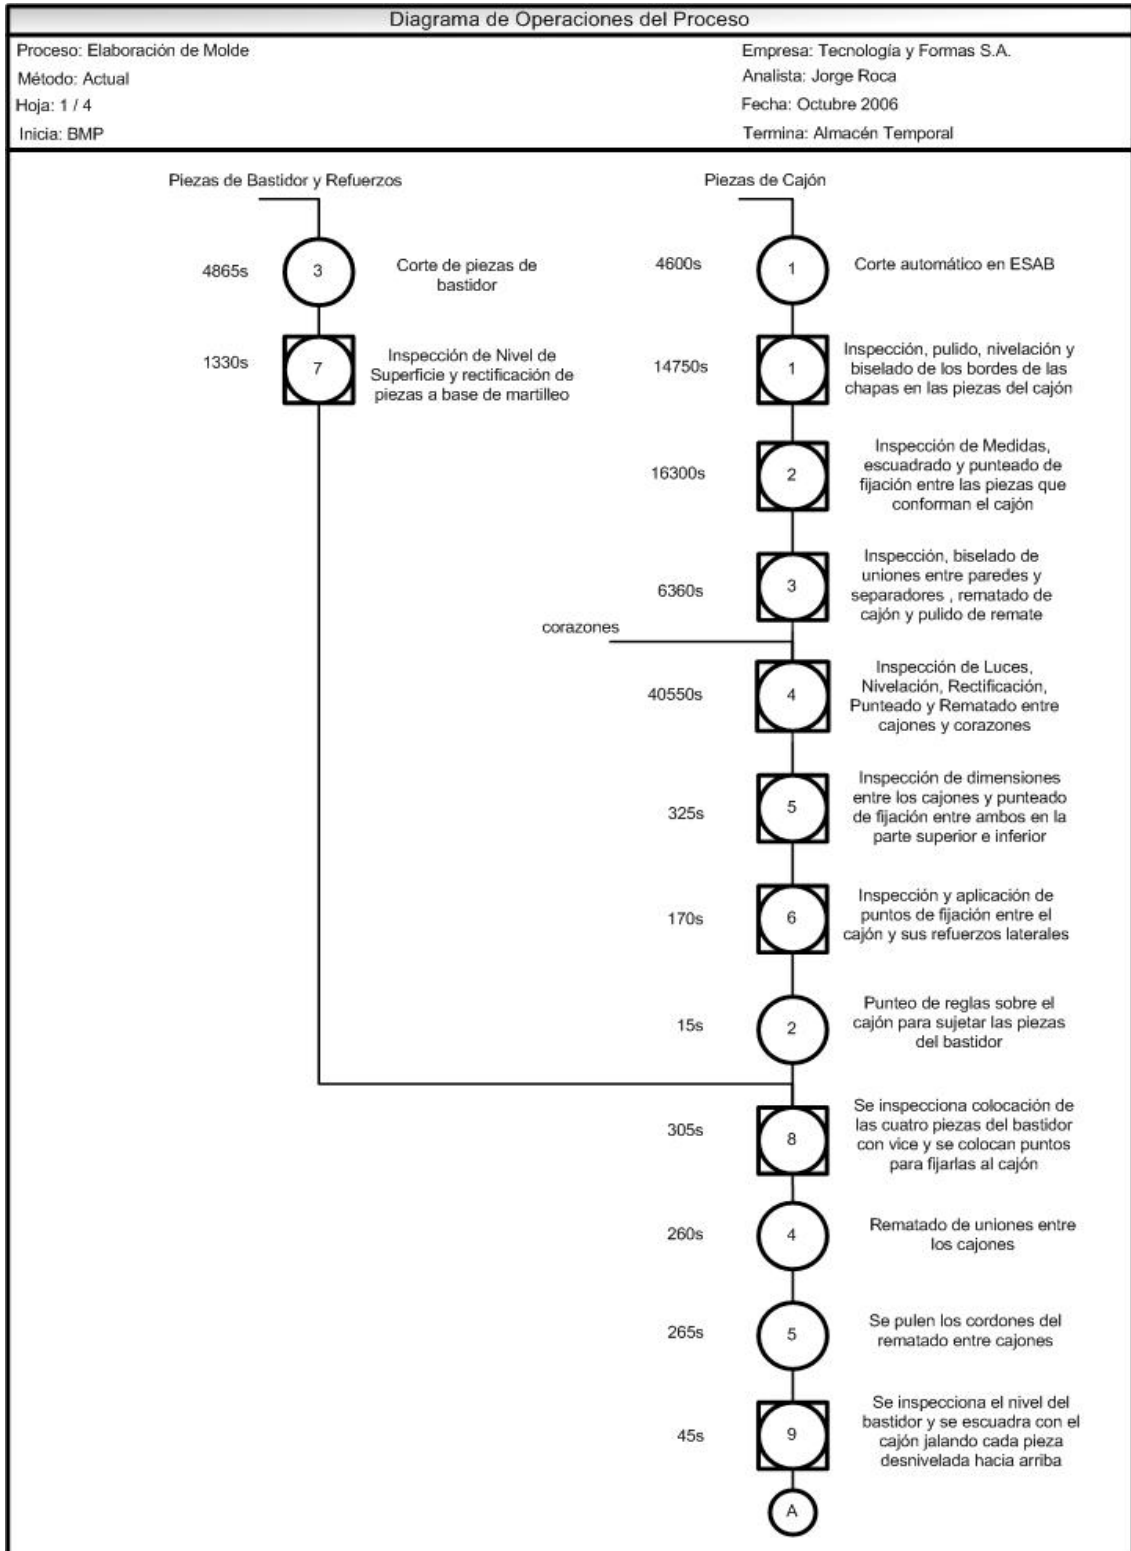 Diagrama de Operaciones del Proceso
Proceso: Elaboración de Molde
Método: Actual
Hoja: 1 / 4
Inicia: BMP
Empresa: Tecnología y Formas S.A.
Analista: Jorge Roca
Fecha: Octubre 2006
Termina: Almacén Temporal
Piezas de Bastidor y Refuerzos
4865s
3
Corte de piezas de
bastidor
1330s
7
Inspección de Nivel de
Superficie y rectificación de
piezas a base de martilleo
Piezas de Cajón
4600s
1
Corte automático en ESAB
14750s
1
Inspección, pulido, nivelación y
biselado de los bordes de las
chapas en las piezas del cajón
16300s
2
Inspección de Medidas,
escuadrado y punteado de
fijación entre las piezas que
conforman el cajón
6360s
3
Inspección, biselado de
uniones entre paredes y
separadores , rematado de
cajón y pulido de remate
corazones
40550s
4
Inspección de Luces,
Nivelación, Rectificación,
Punteado y Rematado entre
cajones y corazones
325s
5
Inspección de dimensiones
entre los cajones y punteado
de fijación entre ambos en la
parte superior e inferior
170s
6
Inspección y aplicación de
puntos de fijación entre el
cajón y sus refuerzos laterales
15s
2
Punteo de reglas sobre el
cajón para sujetar las piezas
del bastidor
305s
8
Se inspecciona colocación de
las cuatro piezas del bastidor
con vice y se colocan puntos
para fijarlas al cajón
260s
4
Rematado de uniones entre
los cajones
265s
5
Se pulen los cordones del
rematado entre cajones
45s
9
Se inspecciona el nivel del
bastidor y se escuadra con el
cajón jalando cada pieza
desnivelada hacia arriba
A